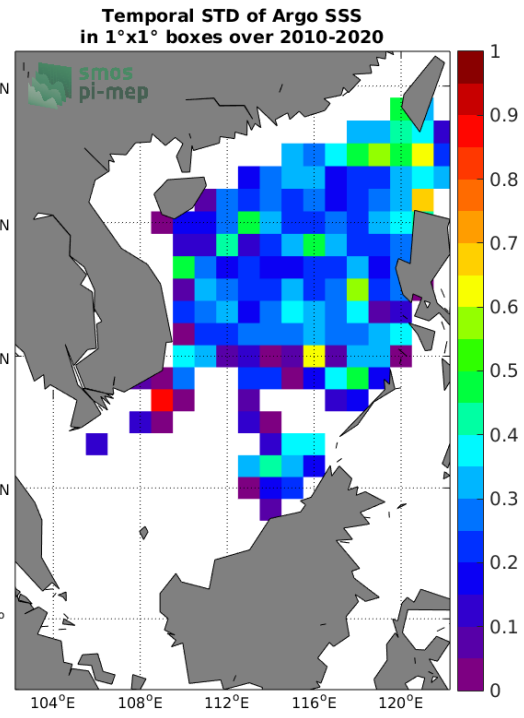 Temporal STD of Argo SSS
in 1°x1° boxes over 2010-2020
smos
pi-mep
N
N
N
N
°
104°E
108°E
112°E
116°E
120°E
1
0.9
0.8
0.7
0.6
0.5
0.4
0.3
0.2
0.1
0